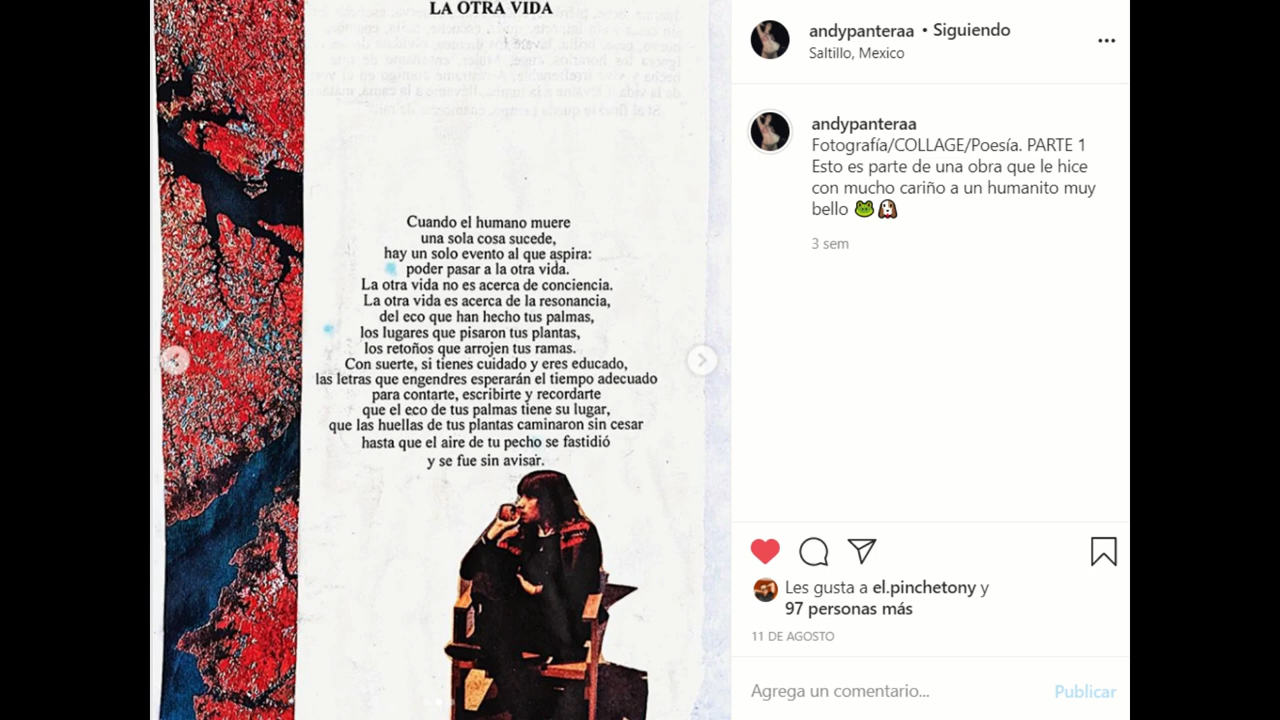 LA OTRA VIDA
Cuando el humano muere
una sola cosa sucede,
hay un solo evento al que aspira:
poder pasar a la otra vida.
La otra vida no es acerca de conciencia.
La otra vida es acerca de la resonancia,
del eco que han hecho tus palmas,
los lugares que pisaron tus plantas,
los retoños que arrojen tus ramas.
Con suerte, si tienes cuidado y eres educado,
las letras que engendres esperarán el tiempo adecuado
para contarte, escribirte y recordarte
que el eco de tus palmas tiene su lugar,
que las huellas de tus plantas caminaron sin cesar
hasta que el aire de tu pecho se fastidió
y se fue sin avisar.
andypanteraa • Siguiendo
Saltillo, Mexico
andypanteraa
Fotografía/COLLAGE/Poesía. PARTE 1
Esto es parte de una obra que le hice
con mucho cariño a un humanito muy
bello 🐸🐶
3 sem
Les gusta a el.pinchetony y
97 personas más
11 DE AGOSTO
Agrega un comentario...
Publicar